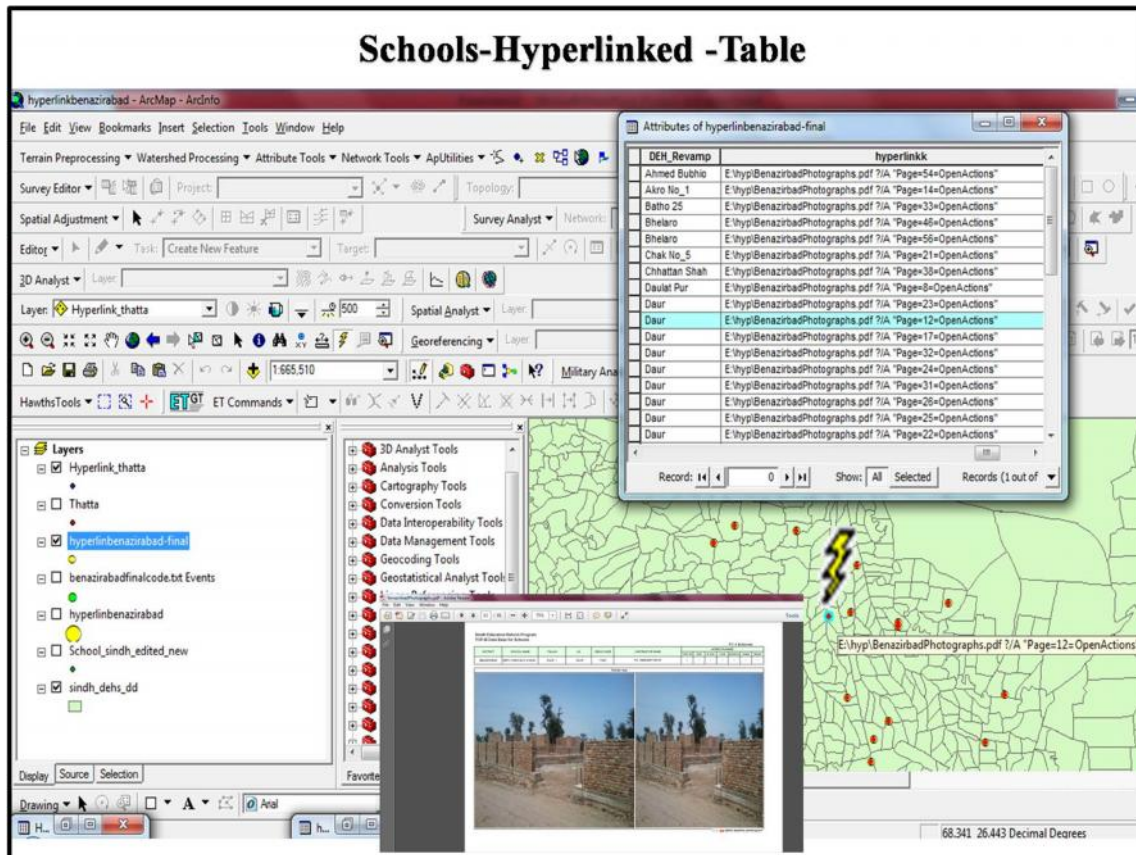 Schools-Hyperlinked -Table
hyperlinkbenazirabad - ArcMap - ArcInfo
File Edit View Bookmarks Insert Selection Tools Window Help
Terrain Preprocessing Watershed Processing Attribute Tools Network Tools ApUtilities
Survey Editor Project: Topology:
Spatial Adjustment Survey Analyst Network:
Editor Task: Create New Feature Target:
3D Analyst Layer:
Layer: Hyperlink_thatta 500 Spatial Analyst Layer:
Georeferencing Layer:
1:665,510 Military Ana
HawthsTools ET GT ET Commands
Attributes of hyperlinbenazirabad-final
DEH_Revamp hyperlinkk
Ahmed Bubhio E:\hyp\BenazirbadPhotographs.pdf ?/A "Page=54=OpenActions"
Akro No_1 E:\hyp\BenazirbadPhotographs.pdf ?/A "Page=14=OpenActions"
Batho 25 E:\hyp\BenazirbadPhotographs.pdf ?/A "Page=33=OpenActions"
Bhelaro E:\hyp\BenazirbadPhotographs.pdf ?/A "Page=46=OpenActions"
Bhelaro E:\hyp\BenazirbadPhotographs.pdf ?/A "Page=56=OpenActions"
Chak No_5 E:\hyp\BenazirbadPhotographs.pdf ?/A "Page=21=OpenActions"
Chhattan Shah E:\hyp\BenazirbadPhotographs.pdf ?/A "Page=38=OpenActions"
Daulat Pur E:\hyp\BenazirbadPhotographs.pdf ?/A "Page=8=OpenActions"
Daur E:\hyp\BenazirbadPhotographs.pdf ?/A "Page=23=OpenActions"
Daur E:\hyp\BenazirbadPhotographs.pdf ?/A "Page=12=OpenActions"
Daur E:\hyp\BenazirbadPhotographs.pdf ?/A "Page=17=OpenActions"
Daur E:\hyp\BenazirbadPhotographs.pdf ?/A "Page=32=OpenActions"
Daur E:\hyp\BenazirbadPhotographs.pdf ?/A "Page=24=OpenActions"
Daur E:\hyp\BenazirbadPhotographs.pdf ?/A "Page=31=OpenActions"
Daur E:\hyp\BenazirbadPhotographs.pdf ?/A "Page=26=OpenActions"
Daur E:\hyp\BenazirbadPhotographs.pdf ?/A "Page=25=OpenActions"
Daur E:\hyp\BenazirbadPhotographs.pdf ?/A "Page=22=OpenActions"
Record: 0 Show: All Selected Records (1 out of
Layers
Hyperlink_thatta
Thatta
hyperlinbenazirabad-final
benazirabadfinalcode.txt Events
hyperlinbenazirabad
School_sindh_edited_new
sindh_dehs_dd
Display Source Selection
3D Analyst Tools
Analysis Tools
Cartography Tools
Conversion Tools
Data Interoperability Tools
Data Management Tools
Geocoding Tools
Geostatistical Analyst Tools
Favorite
E:\hyp\BenazirbadPhotographs.pdf ?/A "Page=12=OpenActions"
Drawing A Arial
H... h...
68.341 26.443 Decimal Degrees